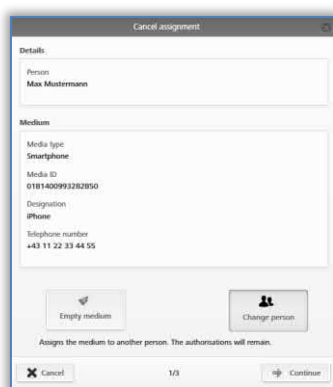 Cancel assignment
Details
Person
Max Mustermann
Medium
Media type
Smartphone
Media ID
01B1400993282B50
Designation
iPhone
Telephone number
+43 11 22 33 44 55
Empty medium
Change person
Assigns the medium to another person. The authorisations will remain.
Cancel
1/3
Continue